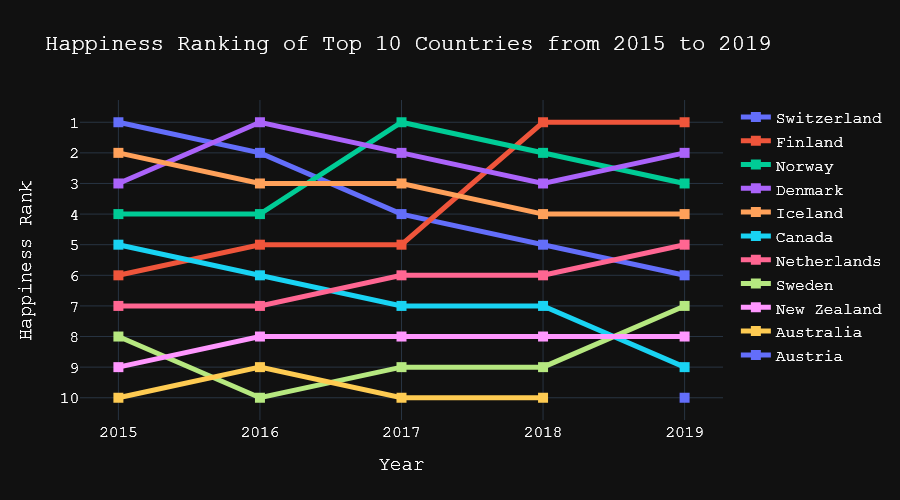 Happiness Ranking of Top 10 Countries from 2015 to 2019
Happiness Rank
1
2
3
4
5
6
7
8
9
10
2015 2016 2017 2018 2019
Year
Switzerland
Finland
Norway
Denmark
Iceland
Canada
Netherlands
Sweden
New Zealand
Australia
Austria